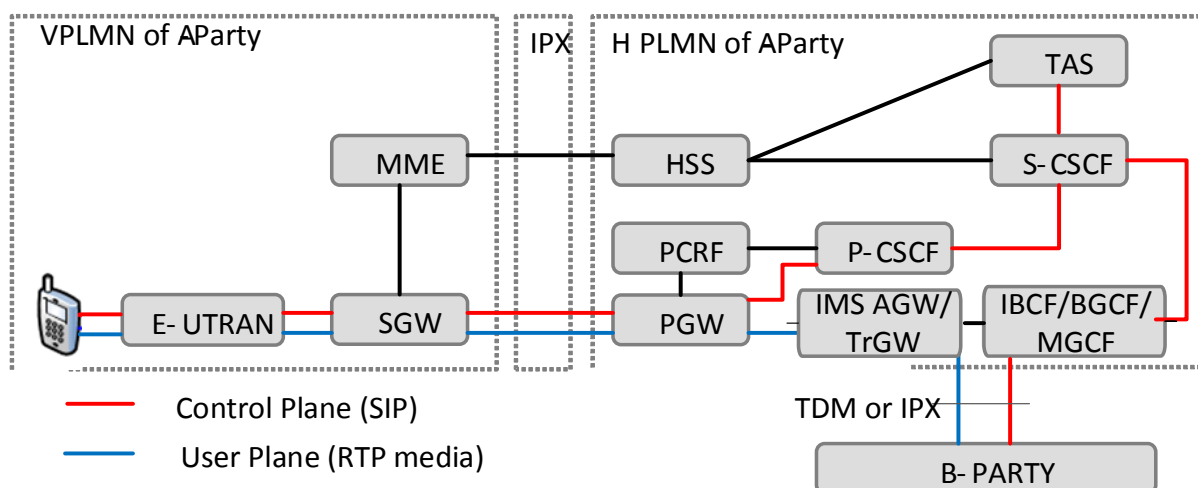 VPLMN of AParty
IPX
H PLMN of AParty
TAS
MME
HSS
S- CSCF
PCRF
P- CSCF
E- UTRAN
SGW
PGW
IMS AGW/
TrGW
IBCF/BGCF/
MGCF
Control Plane (SIP)
TDM or IPX
User Plane (RTP media)
B- PARTY